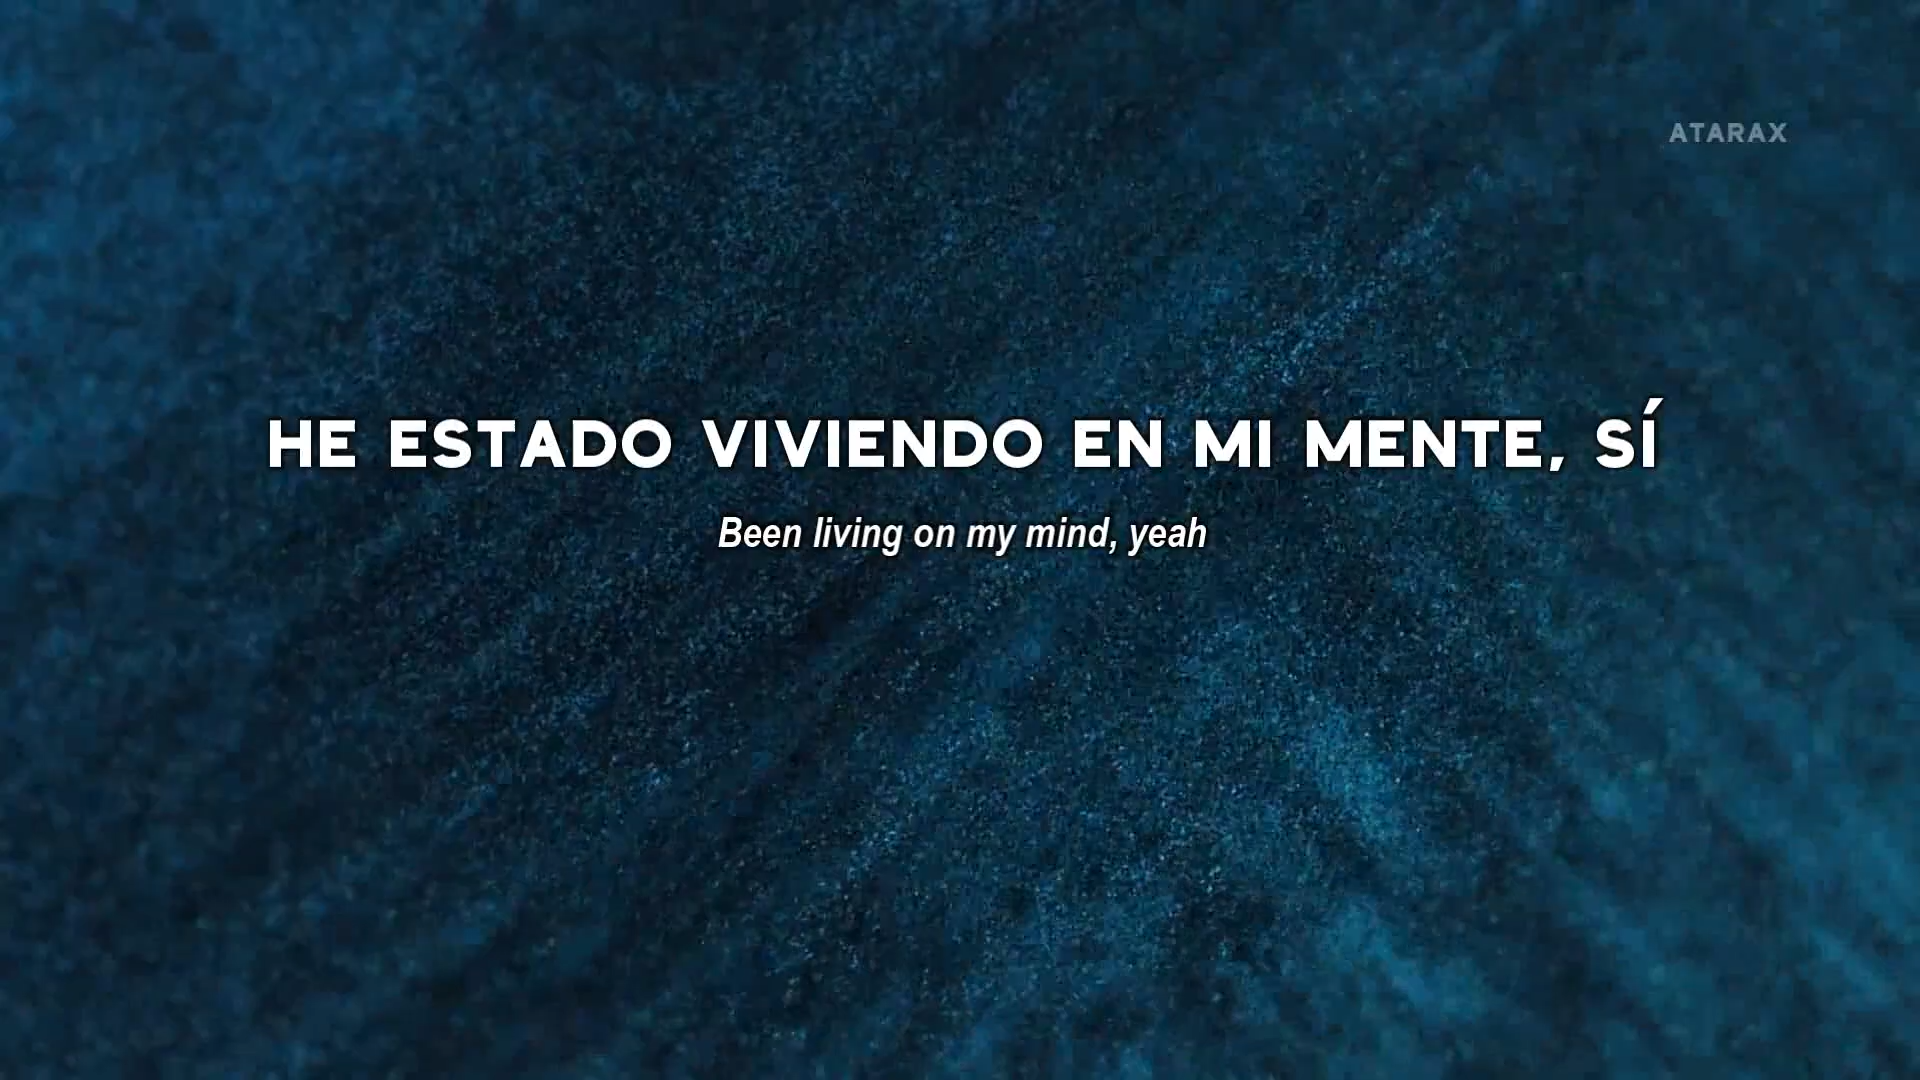 ATARAX
HE ESTADO VIVIENDO EN MI MENTE, SÍ
Been living on my mind, yeah